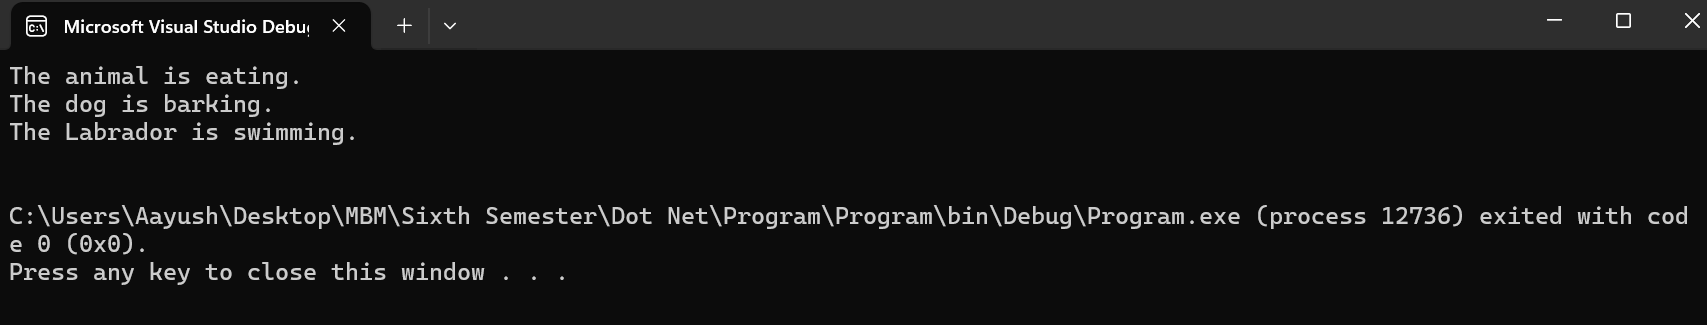 Microsoft Visual Studio Debu
The animal is eating.
The dog is barking.
The Labrador is swimming.
C:\Users\Aayush\Desktop\MBM\Sixth Semester\Dot Net\Program\Program\bin\Debug\Program.exe (process 12736) exited with cod
e 0 (0x0).
Press any key to close this window . . .